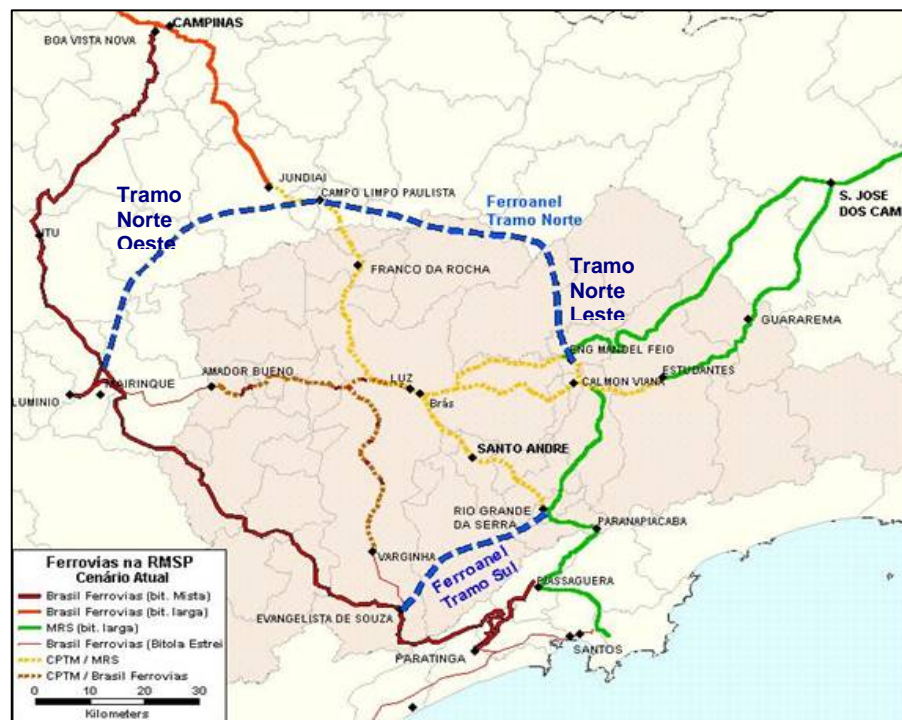 CAMPINAS
BOA VISTA NOVA
JUNDIAI
CAMPO LIMPO PAULISTA
Tramo
Norte
Oeste
Ferroanel
Tramo Norte
S. JOSE
DOS CAM
ITU
FRANCO DA ROCHA
Tramo
Norte
Leste
GUARAREMA
ENG MANOEL FEIO
ESTUDANTES
AMADOR BUENO
LUZ
CALMON VIANA
MAIRINQUE
LUMINIO
Brás
SANTO ANDRE
RIO GRANDE
DA SERRA
PARANAPIACABA
VARGINHA
Ferroanel
Tramo Sul
PIASSAGUERA
EVANGELISTA DE SOUZA
PARATINGA
SANTOS
Ferrovias na RMSP
Cenário Atual
Brasil Ferrovias (bit. Mista)
Brasil Ferrovias (bit. larga)
MRS (bit. larga)
Brasil Ferrovias (Bitola Estrei
CPTM / MRS
CPTM / Brasil Ferrovias
0 10 20 30
Kilometers